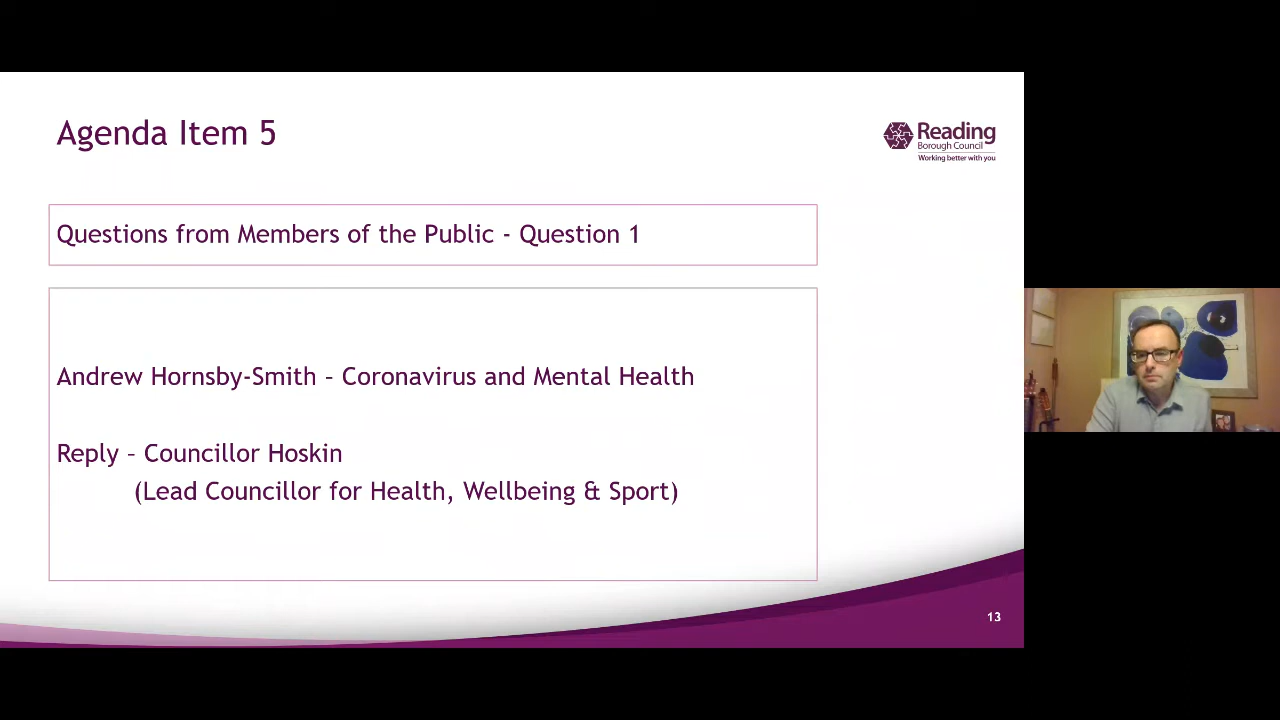 Agenda Item 5
Reading
Borough Council
Working better with you
Questions from Members of the Public - Question 1
Andrew Hornsby-Smith – Coronavirus and Mental Health
Reply – Councillor Hoskin
(Lead Councillor for Health, Wellbeing & Sport)
13